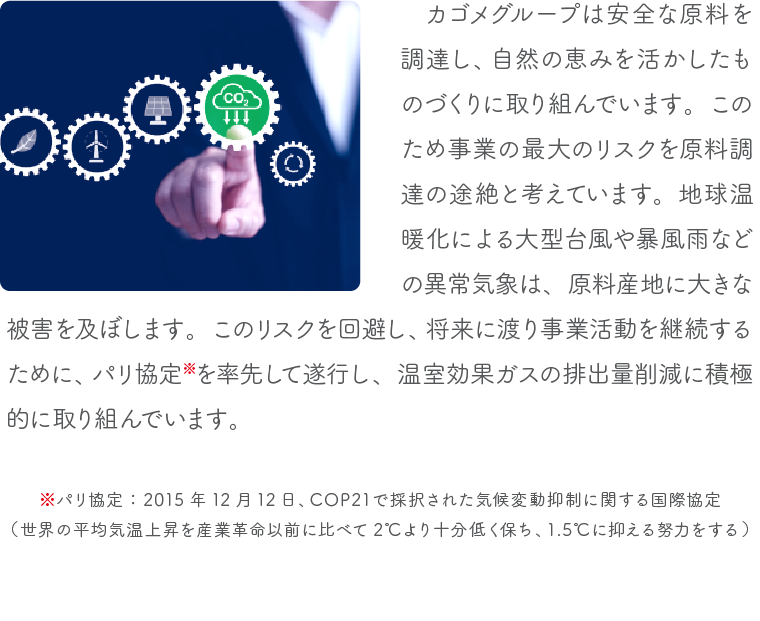 CO2
カゴメグループは安全な原料を
調達し、自然の恵みを活かしたも
のづくりに取り組んでいます。この
ため事業の最大のリスクを原料調
達の途絶と考えています。地球温
暖化による大型台風や暴風雨など
の異常気象は、原料産地に大きな
被害を及ぼします。このリスクを回避し、将来に渡り事業活動を継続する
ために、パリ協定※を率先して遂行し、温室効果ガスの排出量削減に積極
的に取り組んでいます。
※パリ協定：2015年12月12日、COP21で採択された気候変動抑制に関する国際協定
（世界の平均気温上昇を産業革命以前に比べて2℃より十分低く保ち、1.5℃に抑える努力をする）